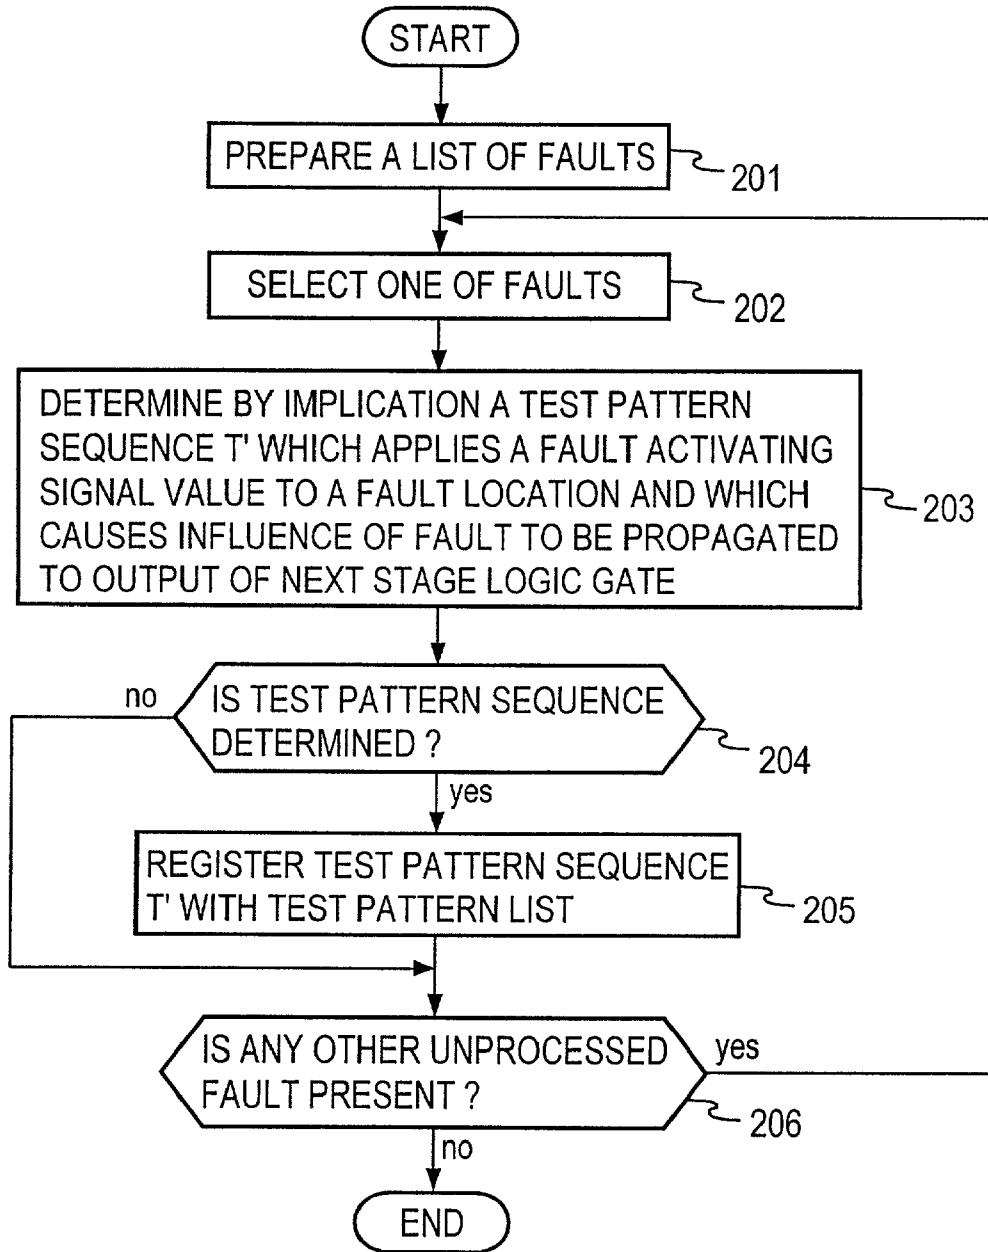 START
PREPARE A LIST OF FAULTS
201
SELECT ONE OF FAULTS
202
DETERMINE BY IMPLICATION A TEST PATTERN
SEQUENCE T' WHICH APPLIES A FAULT ACTIVATING
SIGNAL VALUE TO A FAULT LOCATION AND WHICH
CAUSES INFLUENCE OF FAULT TO BE PROPAGATED
TO OUTPUT OF NEXT STAGE LOGIC GATE
203
no
IS TEST PATTERN SEQUENCE
DETERMINED ?
204
yes
REGISTER TEST PATTERN SEQUENCE
T' WITH TEST PATTERN LIST
205
IS ANY OTHER UNPROCESSED
FAULT PRESENT ?
yes
206
no
END